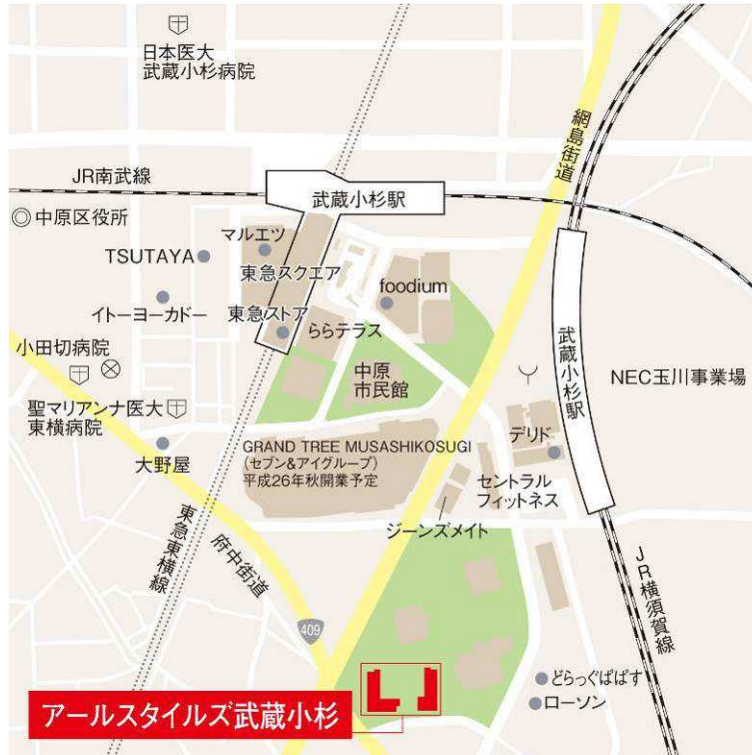 日本医大
武蔵小杉病院
綱島街道
JR南武線
武蔵小杉駅
中原区役所
マルエツ
TSUTAYA
東急スクエア
foodium
イトーヨーカドー
東急ストア
ららテラス
武蔵小杉駅
小田切病院
中原
市民館
NEC玉川事業場
聖マリアンナ医大
東横病院
デリド
大野屋
GRAND TREE MUSASHIKOSUGI
(セブン&アイグループ)
平成26年秋開業予定
セントラル
フィットネス
ジーンズメイト
東急東横線
府中街道
JR横須賀線
409
どらっぐぱぱす
ローソン
アールスタイルズ武蔵小杉